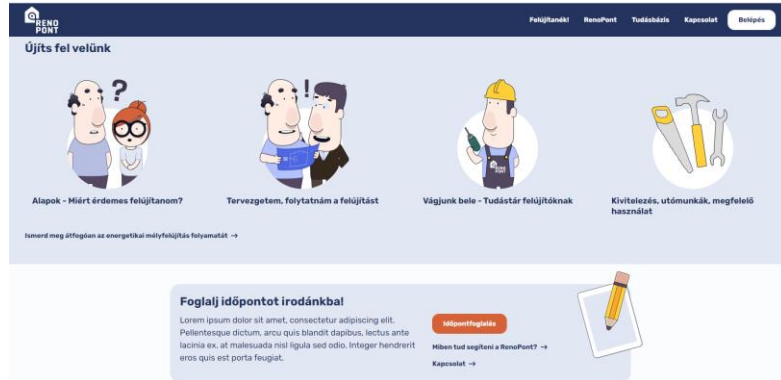 RENO
PONT
Felújítanék!
RenoPont
Tudásbázis
Kapcsolat
Belépés
Újíts fel velünk
?
!
RENO
PONT
Alapok - Miért érdemes felújítanom?
Tervezgetem, folytatnám a felújítást
Vágjunk bele - Tudástár felújítóknak
Kivitelezés, utómunkák, megfelelő
használat
Ismerd meg átfogóan az energetikai mélyfelújítás folyamatát →
Foglalj időpontot irodánkba!
Lorem ipsum dolor sit amet, consectetur adipiscing elit.
Pellentesque dictum, arcu quis blandit dapibus, lectus ante
lacinia ex, at malesuada nisl ligula sed odio. Integer hendrerit
eros quis est porta feugiat.
Időpontfoglalás
Miben tud segíteni a RenoPont? →
Kapcsolat →